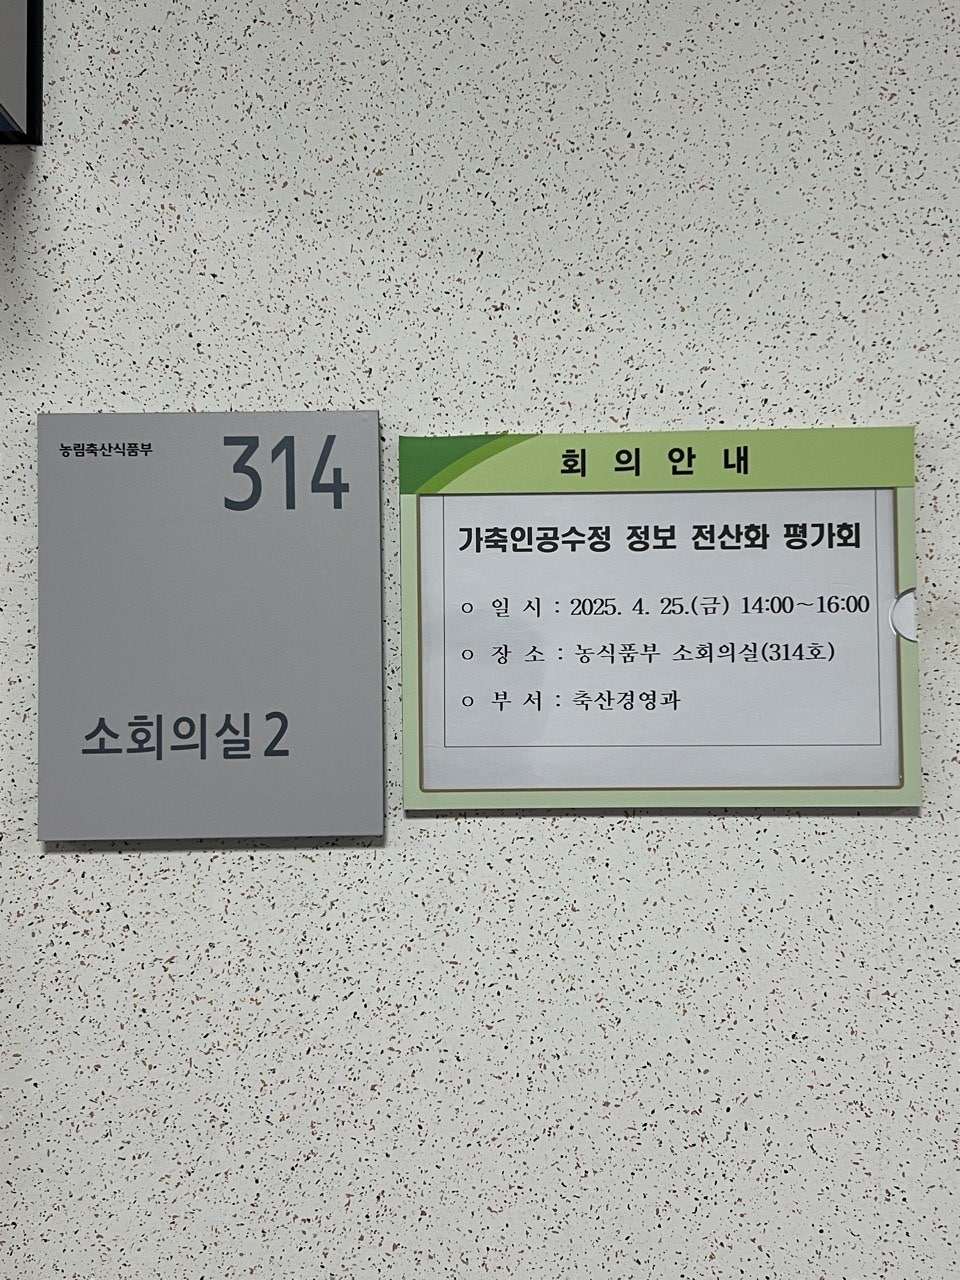 농림축산식품부
314
소회의실 2
회 의 안 내
가축인공수정 정보 전산화 평가회
ㅇ 일 시 : 2025. 4. 25.(금) 14:00~16:00
ㅇ 장 소 : 농식품부 소회의실(314호)
ㅇ 부 서 : 축산경영과